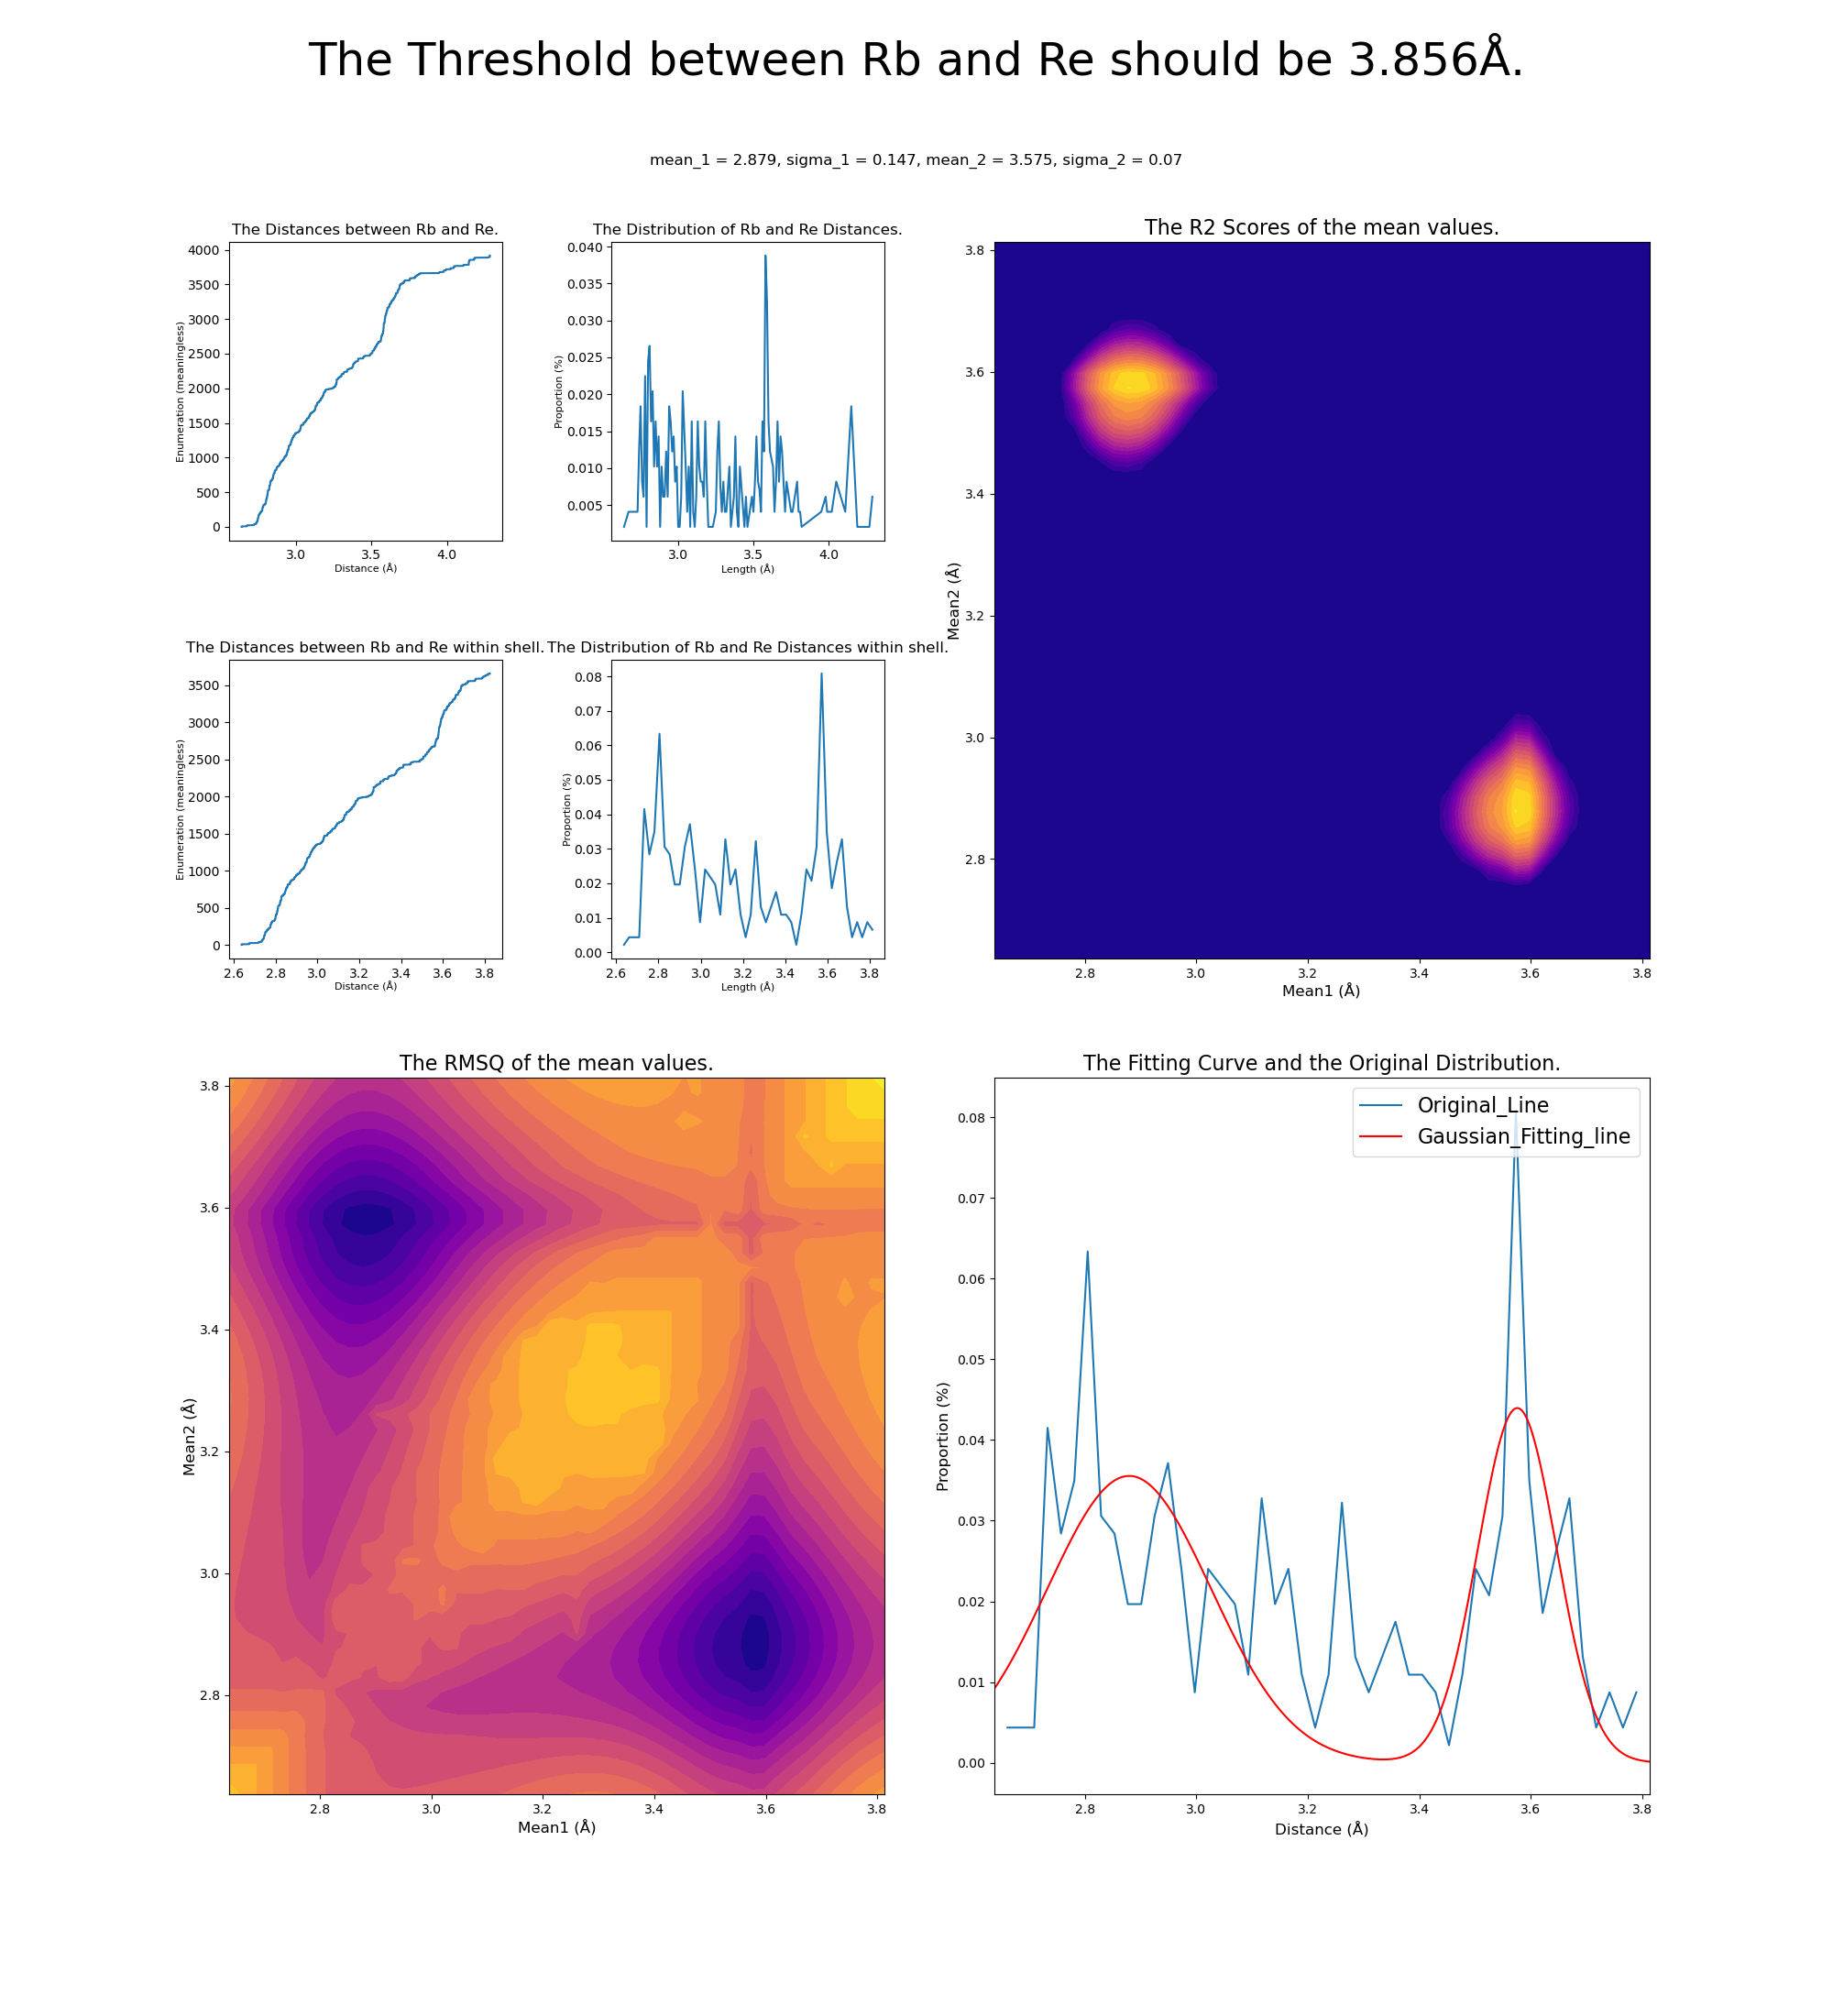 The Threshold between Rb and Re should be 3.856Å.
mean_1 = 2.879, sigma_1 = 0.147, mean_2 = 3.575, sigma_2 = 0.07
The Distances between Rb and Re.
4000
3500
3000
2500
2000
1500
1000
500
0
Enumeration (meaningless)
3.0 3.5 4.0
Distance (Å)
The Distribution of Rb and Re Distances.
0.040
0.035
0.030
0.025
0.020
0.015
0.010
0.005
Proportion (%)
3.0 3.5 4.0
Length (Å)
The R2 Scores of the mean values.
3.8
3.6
3.4
3.2
3.0
2.8
Mean2 (Å)
2.8 3.0 3.2 3.4 3.6 3.8
Mean1 (Å)
The Distances between Rb and Re within shell.
3500
3000
2500
2000
1500
1000
500
0
Enumeration (meaningless)
2.6 2.8 3.0 3.2 3.4 3.6 3.8
Distance (Å)
The Distribution of Rb and Re Distances within shell.
0.08
0.07
0.06
0.05
0.04
0.03
0.02
0.01
0.00
Proportion (%)
2.6 2.8 3.0 3.2 3.4 3.6 3.8
Length (Å)
The RMSQ of the mean values.
3.8
3.6
3.4
3.2
3.0
2.8
Mean2 (Å)
2.8 3.0 3.2 3.4 3.6 3.8
Mean1 (Å)
The Fitting Curve and the Original Distribution.
Original_Line
Gaussian_Fitting_line
0.08
0.07
0.06
0.05
0.04
0.03
0.02
0.01
0.00
Proportion (%)
2.8 3.0 3.2 3.4 3.6 3.8
Distance (Å)